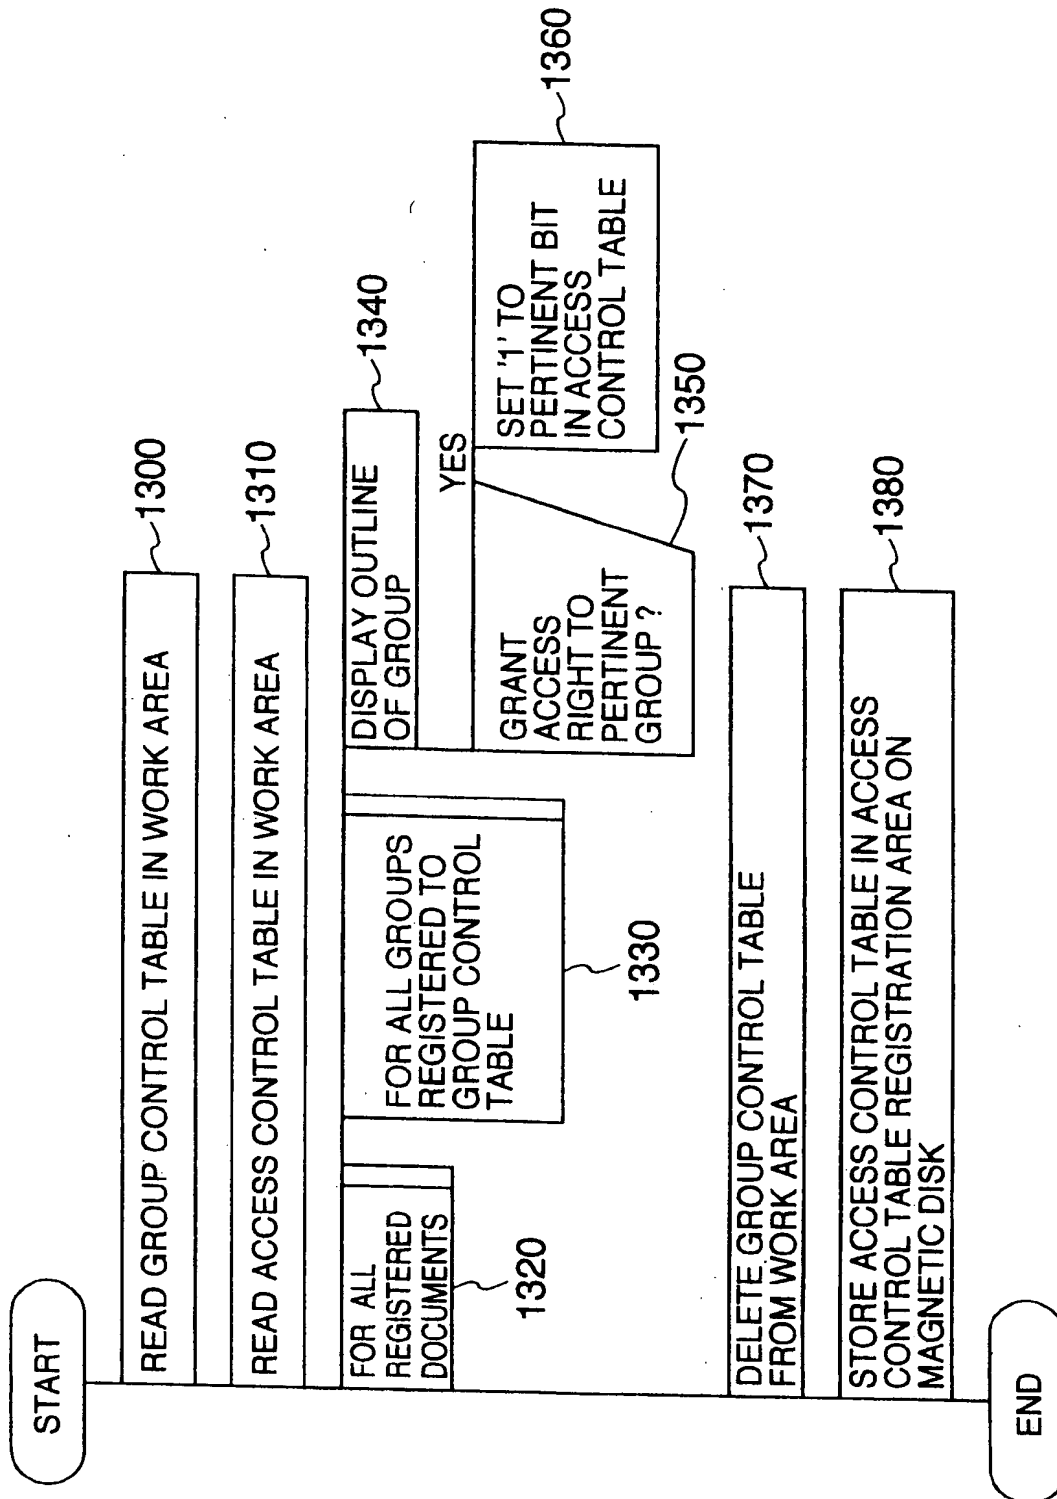 START
READ GROUP CONTROL TABLE IN WORK AREA
1300
READ ACCESS CONTROL TABLE IN WORK AREA
1310
FOR ALL
REGISTERED
DOCUMENTS
1320
FOR ALL GROUPS
REGISTERED TO
GROUP CONTROL
TABLE
1330
DISPLAY OUTLINE
OF GROUP
1340
GRANT
ACCESS
RIGHT TO
PERTINENT
GROUP ?
YES
1350
SET '1' TO
PERTINENT BIT
IN ACCESS
CONTROL TABLE
1360
DELETE GROUP CONTROL TABLE
FROM WORK AREA
1370
STORE ACCESS CONTROL TABLE IN ACCESS
CONTROL TABLE REGISTRATION AREA ON
MAGNETIC DISK
1380
END